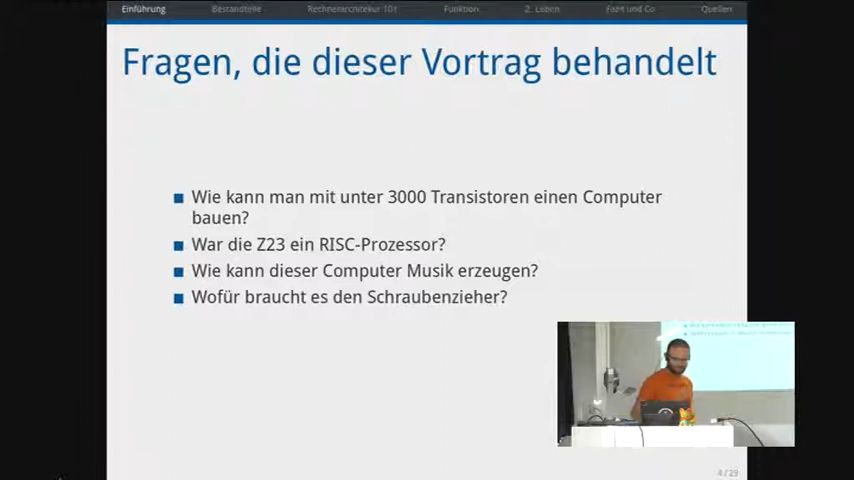 Einführung Bestandteile Rechnerarchitekur 101 Funktion 2. Leben Fazit und Co Quellen
Fragen, die dieser Vortrag behandelt
Wie kann man mit unter 3000 Transistoren einen Computer
bauen?
War die Z23 ein RISC-Prozessor?
Wie kann dieser Computer Musik erzeugen?
Wofür braucht es den Schraubenzieher?
4 / 29